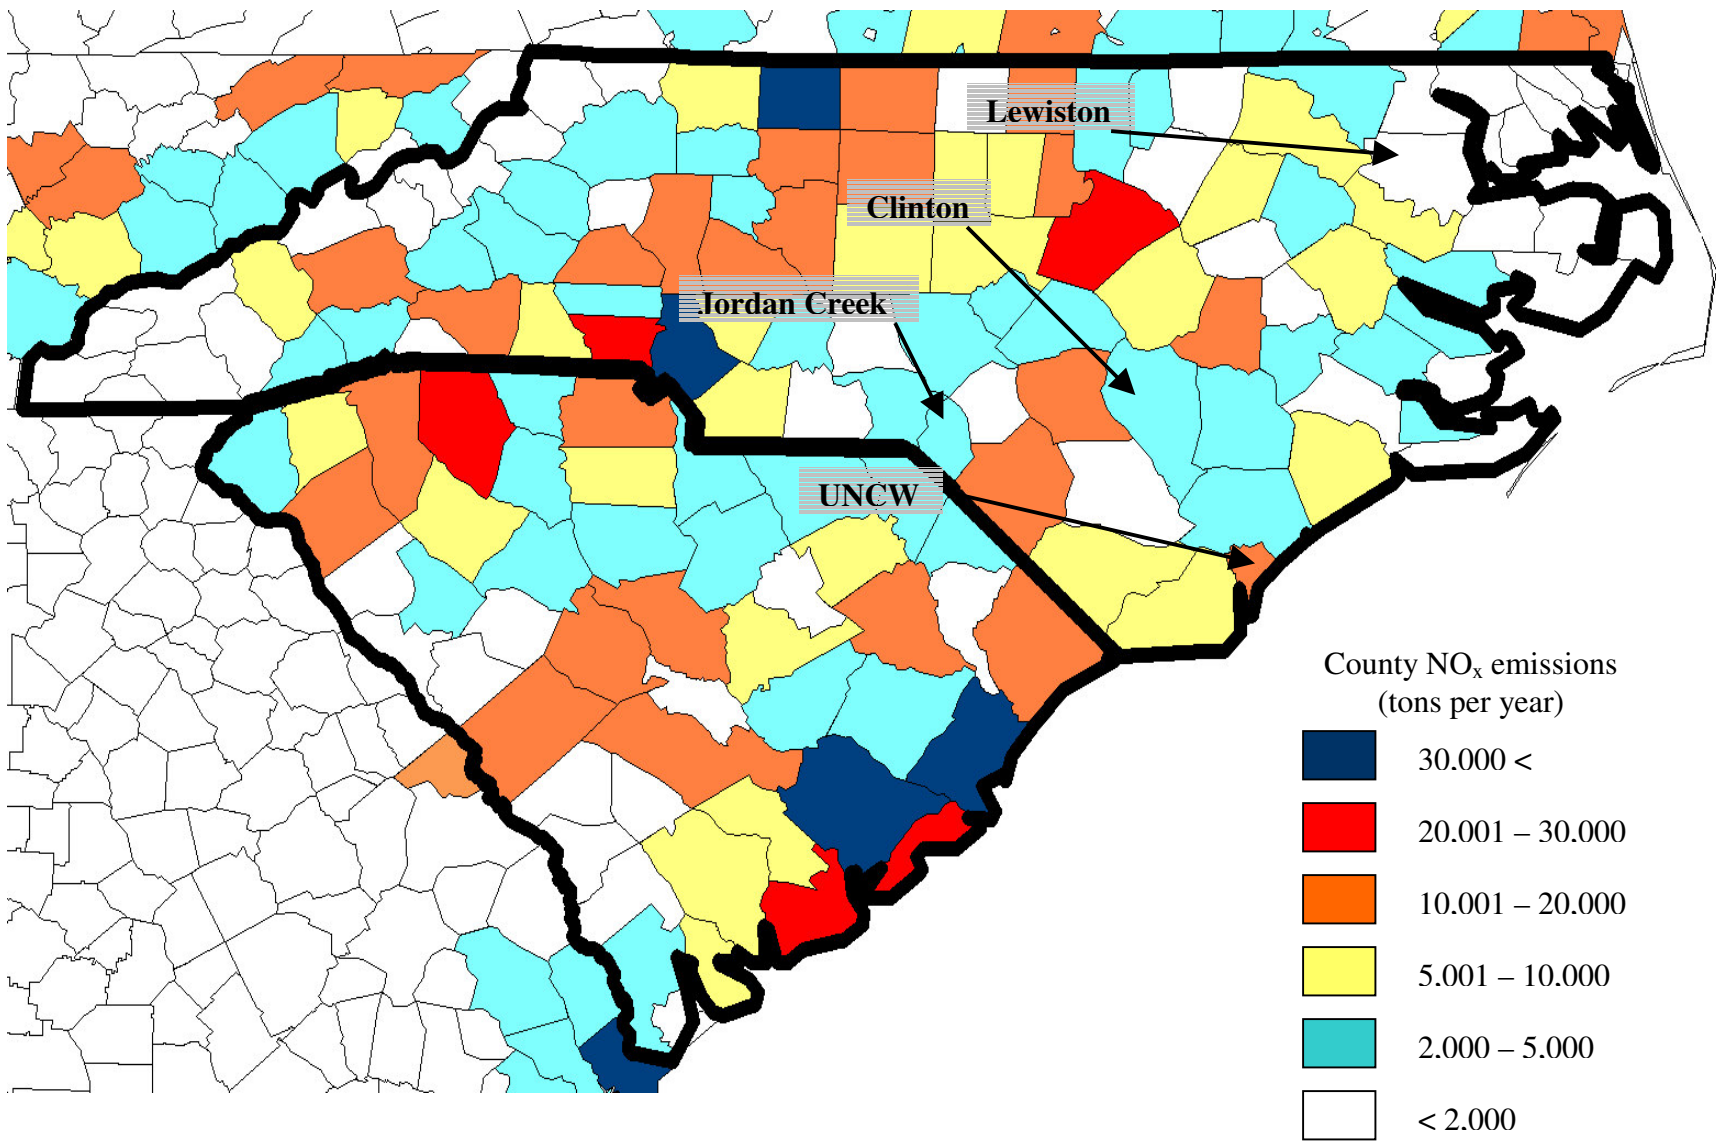 Lewiston
Clinton
Jordan Creek
UNCW
County NOx emissions
(tons per year)
30.000 <
20.001 – 30.000
10.001 – 20.000
5.001 – 10.000
2.000 – 5.000
< 2.000